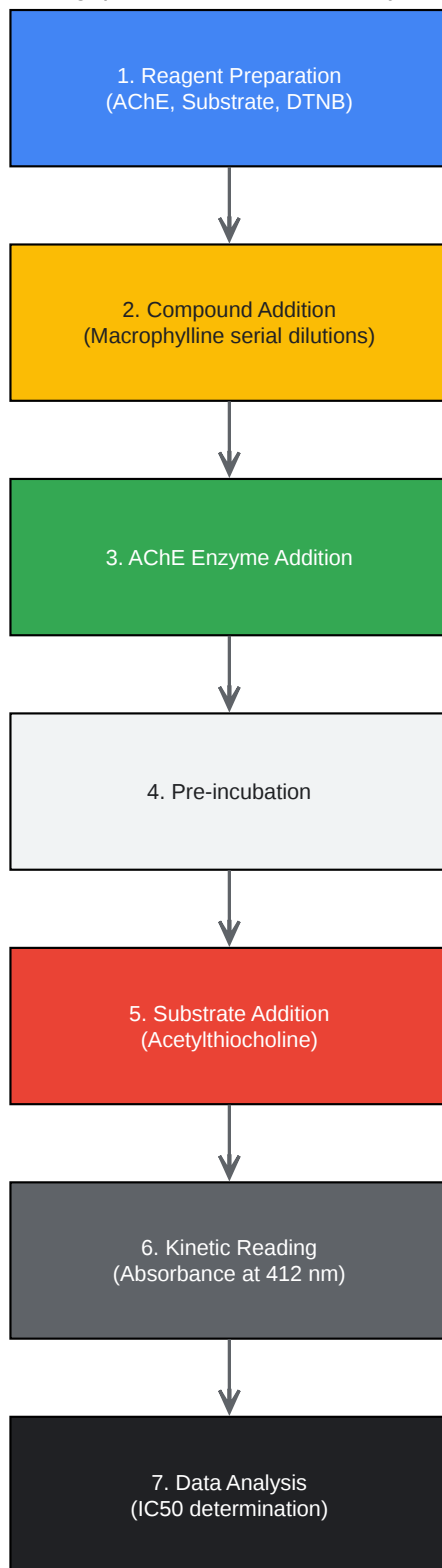 1. Reagent Preparation
(AChE, Substrate, DTNB)
2. Compound Addition
(Macrophylline serial dilutions)
3. AChE Enzyme Addition
4. Pre-incubation
5. Substrate Addition
(Acetylthiocholine)
6. Kinetic Reading
(Absorbance at 412 nm)
7. Data Analysis
(IC50 determination)